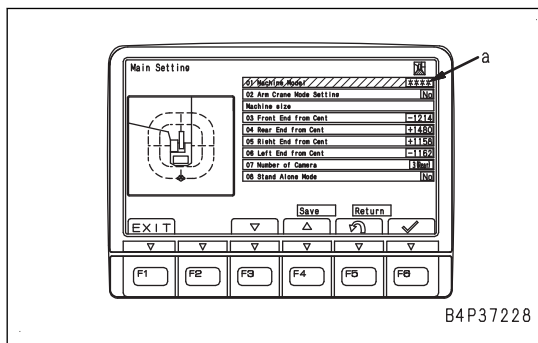 Main Setting
01 Machine Model ****
02 Arm Crane Mode Setting No
Machine size
03 Front End from Cent -1214
04 Rear End from Cent +1480
05 Right End from Cent +1158
06 Left End from Cent -1162
07 Number of Camera
08 Stand Alone Mode No
a
Save Return
EXIT
F1 F2 F3 F4 F5 F6
B4P37228